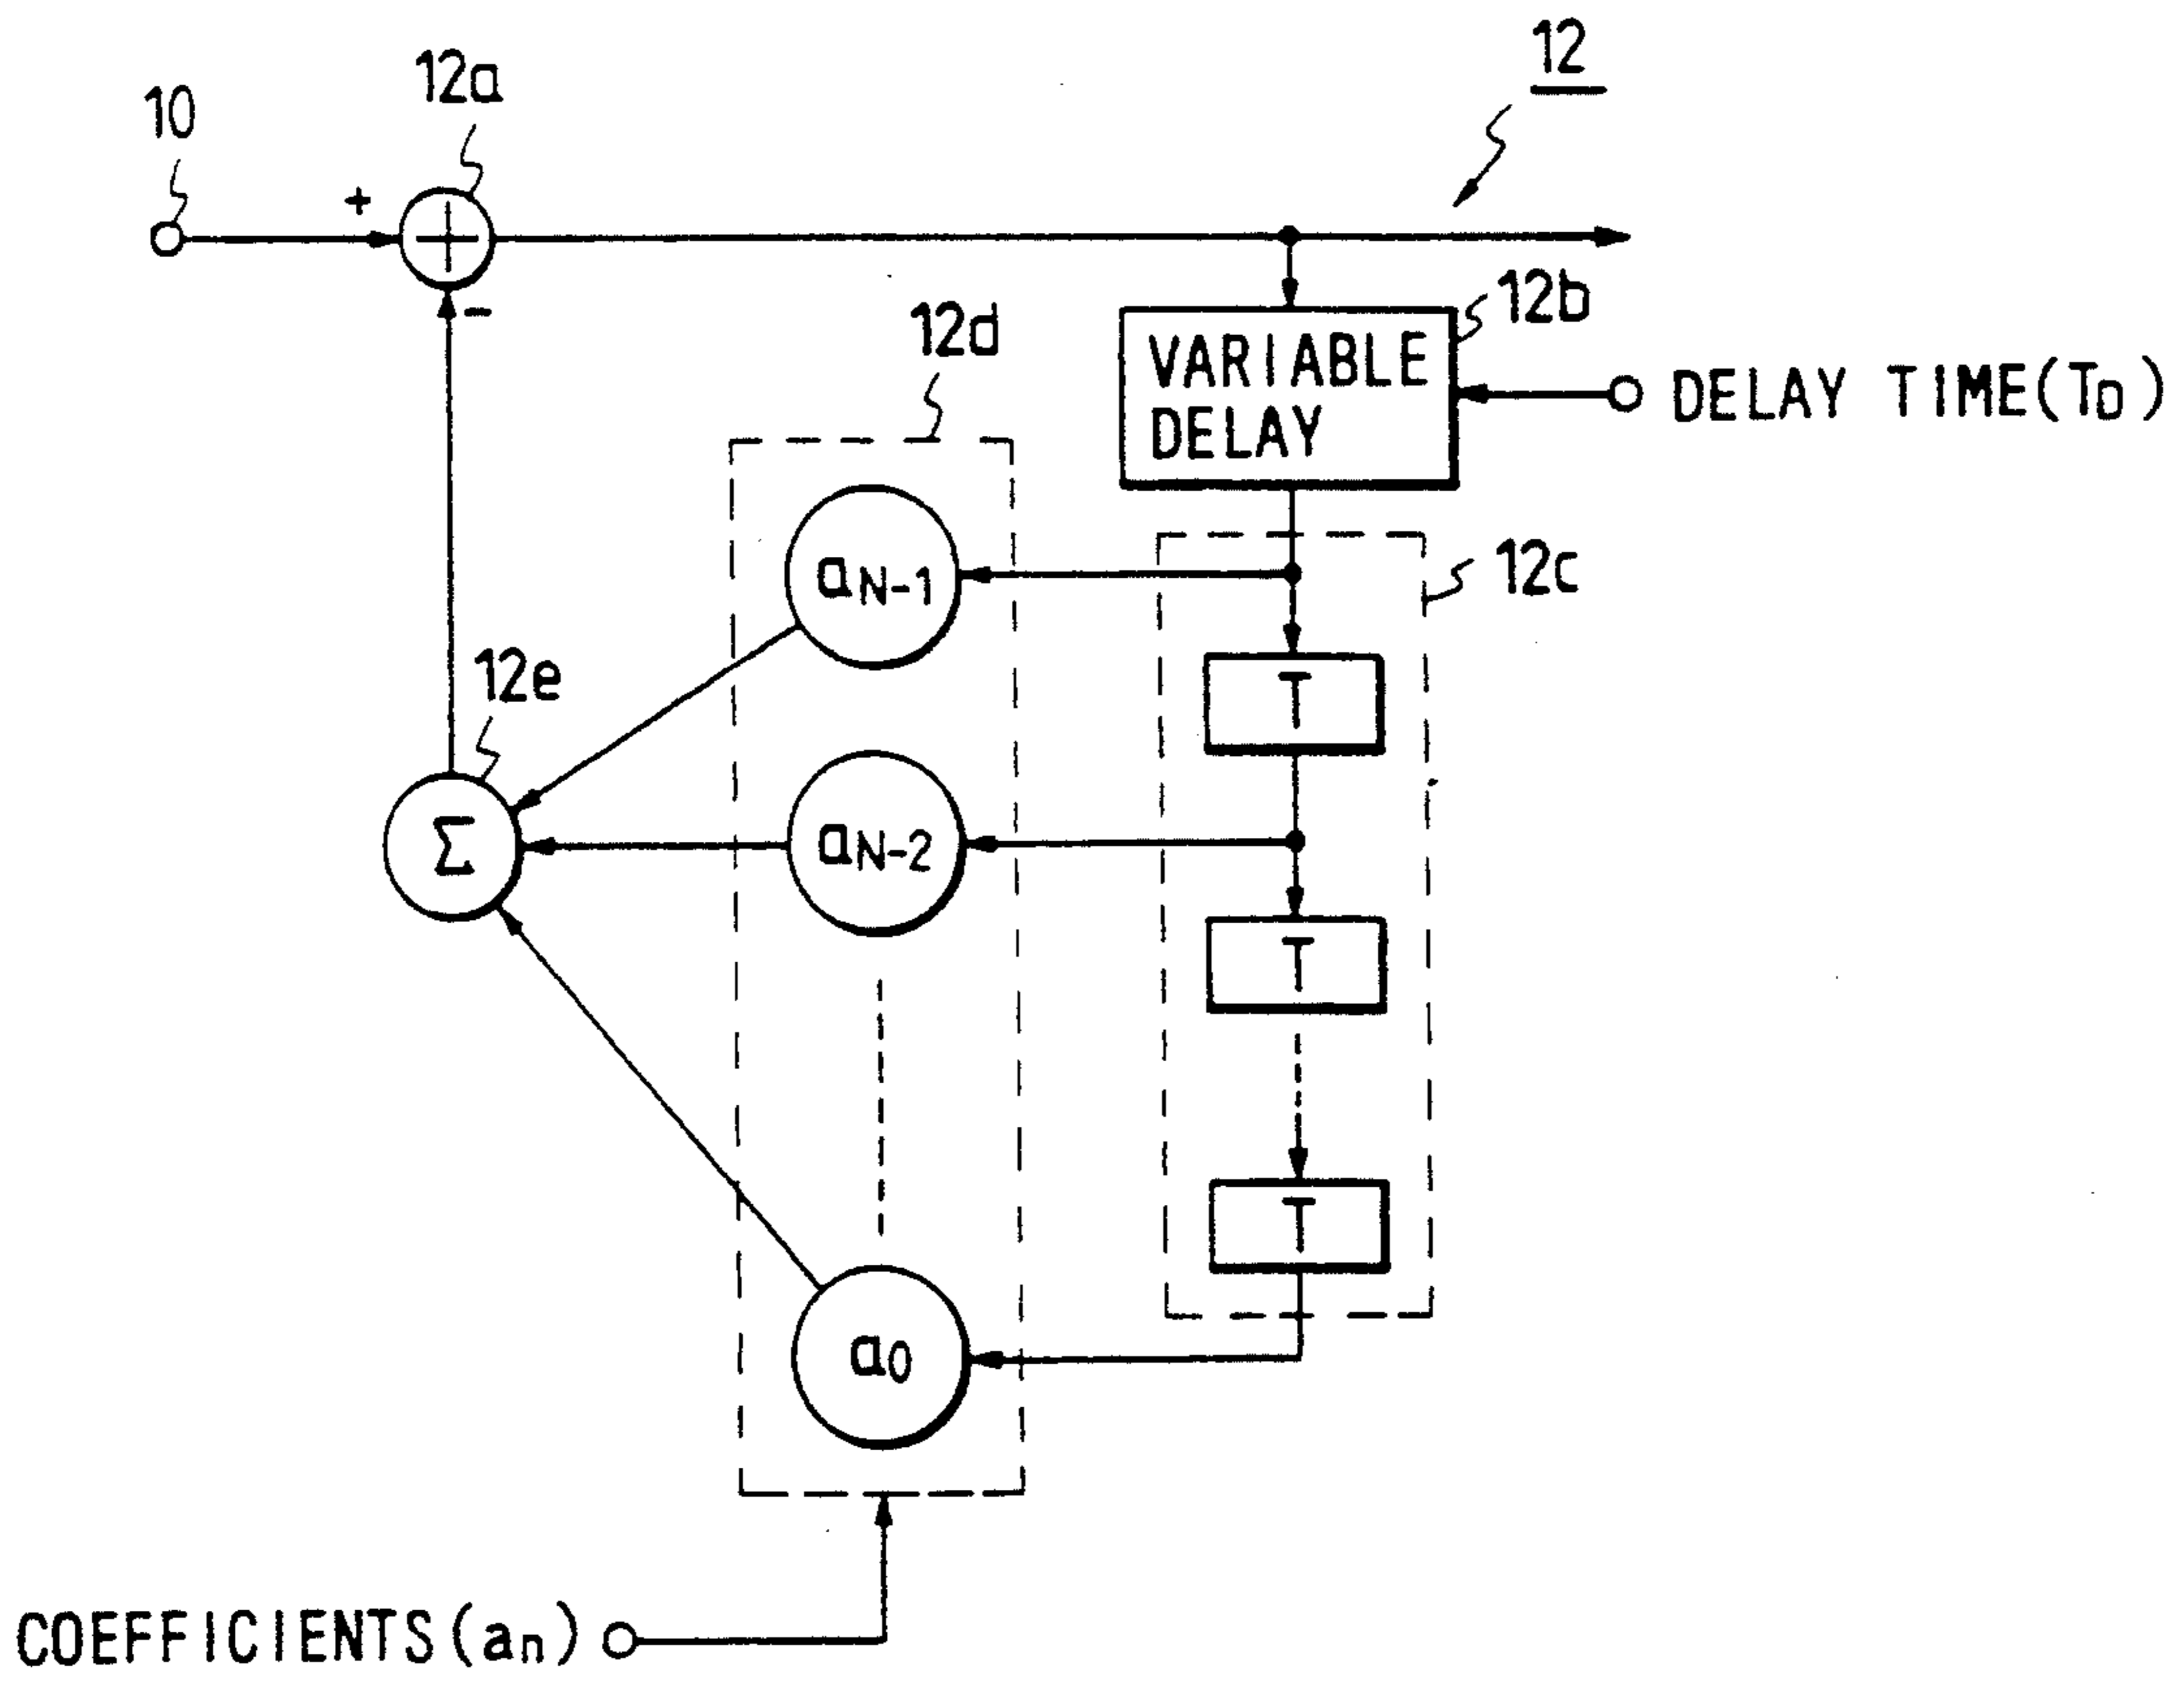 12
12a
10
+
-
12b
VARIABLE
DELAY
DELAY TIME(TD)
12d
12c
aN-1
T
12e
Σ
aN-2
T
T
a0
COEFFICIENTS(an)